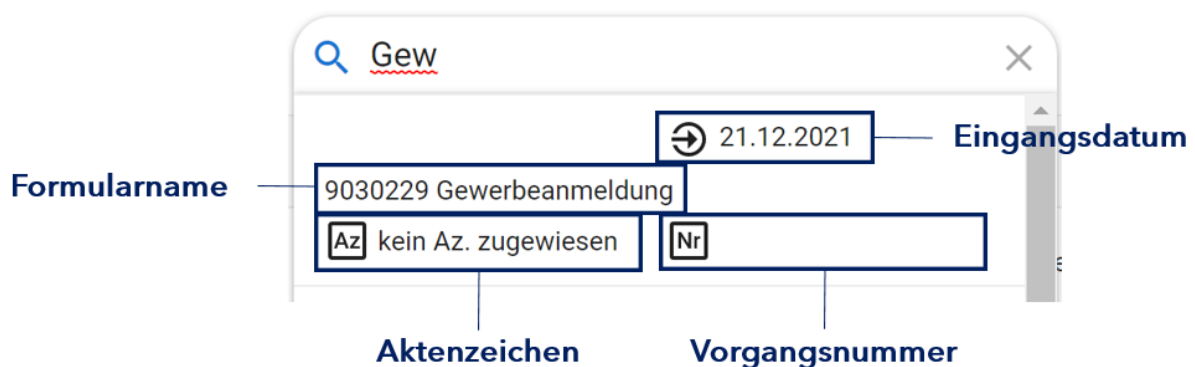 Gew
21.12.2021 Eingangsdatum
Formularname 9030229 Gewerbeanmeldung
Az kein Az. zugewiesen Nr
Aktenzeichen Vorgangsnummer